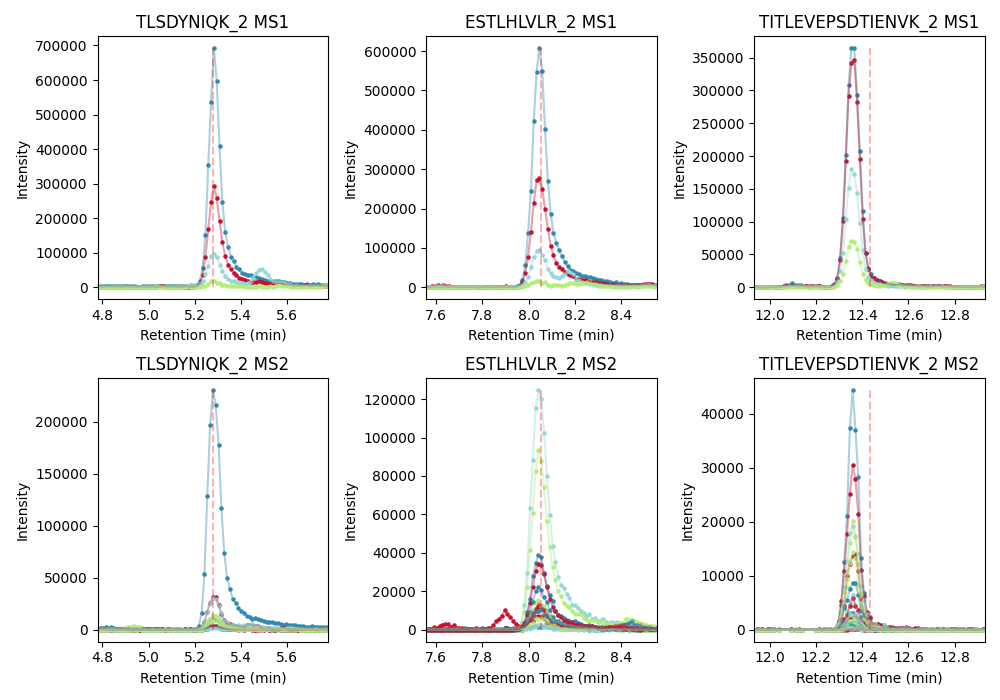 TLSDYNIQK_2 MS1
ESTLHLVLR_2 MS1
TITLEVEPSDTIENVK_2 MS1
700000
600000
500000
400000
300000
200000
100000
0
Intensity
4.8 5.0 5.2 5.4 5.6
Retention Time (min)
600000
500000
400000
300000
200000
100000
0
Intensity
7.6 7.8 8.0 8.2 8.4
Retention Time (min)
350000
300000
250000
200000
150000
100000
50000
0
Intensity
12.0 12.2 12.4 12.6 12.8
Retention Time (min)
TLSDYNIQK_2 MS2
ESTLHLVLR_2 MS2
TITLEVEPSDTIENVK_2 MS2
200000
150000
100000
50000
0
Intensity
4.8 5.0 5.2 5.4 5.6
Retention Time (min)
120000
100000
80000
60000
40000
20000
0
Intensity
7.6 7.8 8.0 8.2 8.4
Retention Time (min)
40000
30000
20000
10000
0
Intensity
12.0 12.2 12.4 12.6 12.8
Retention Time (min)